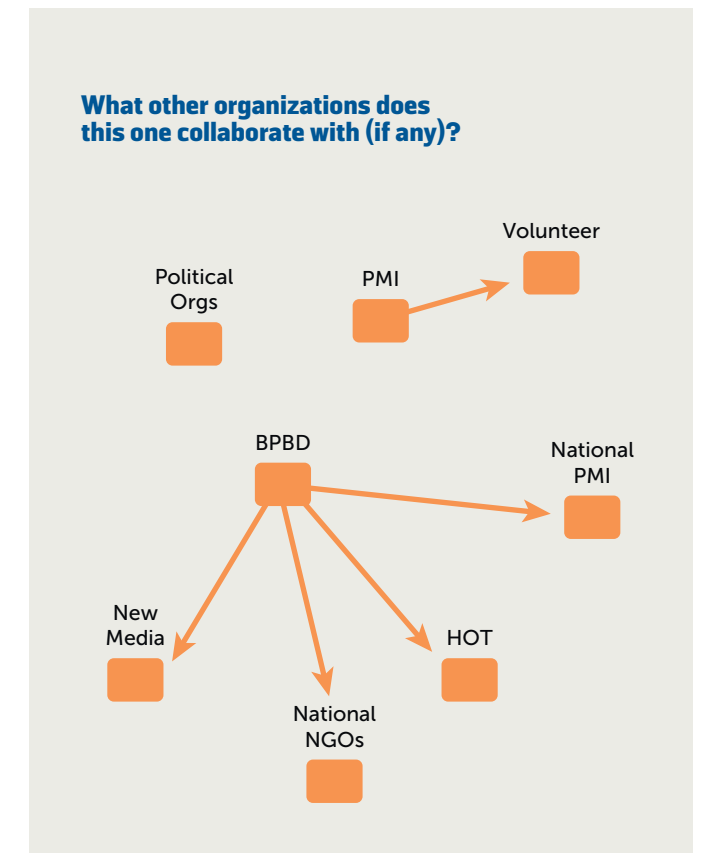 What other organizations does
this one collaborate with (if any)?
Volunteer
Political
Orgs
PMI
BPBD
National
PMI
New
Media
HOT
National
NGOs